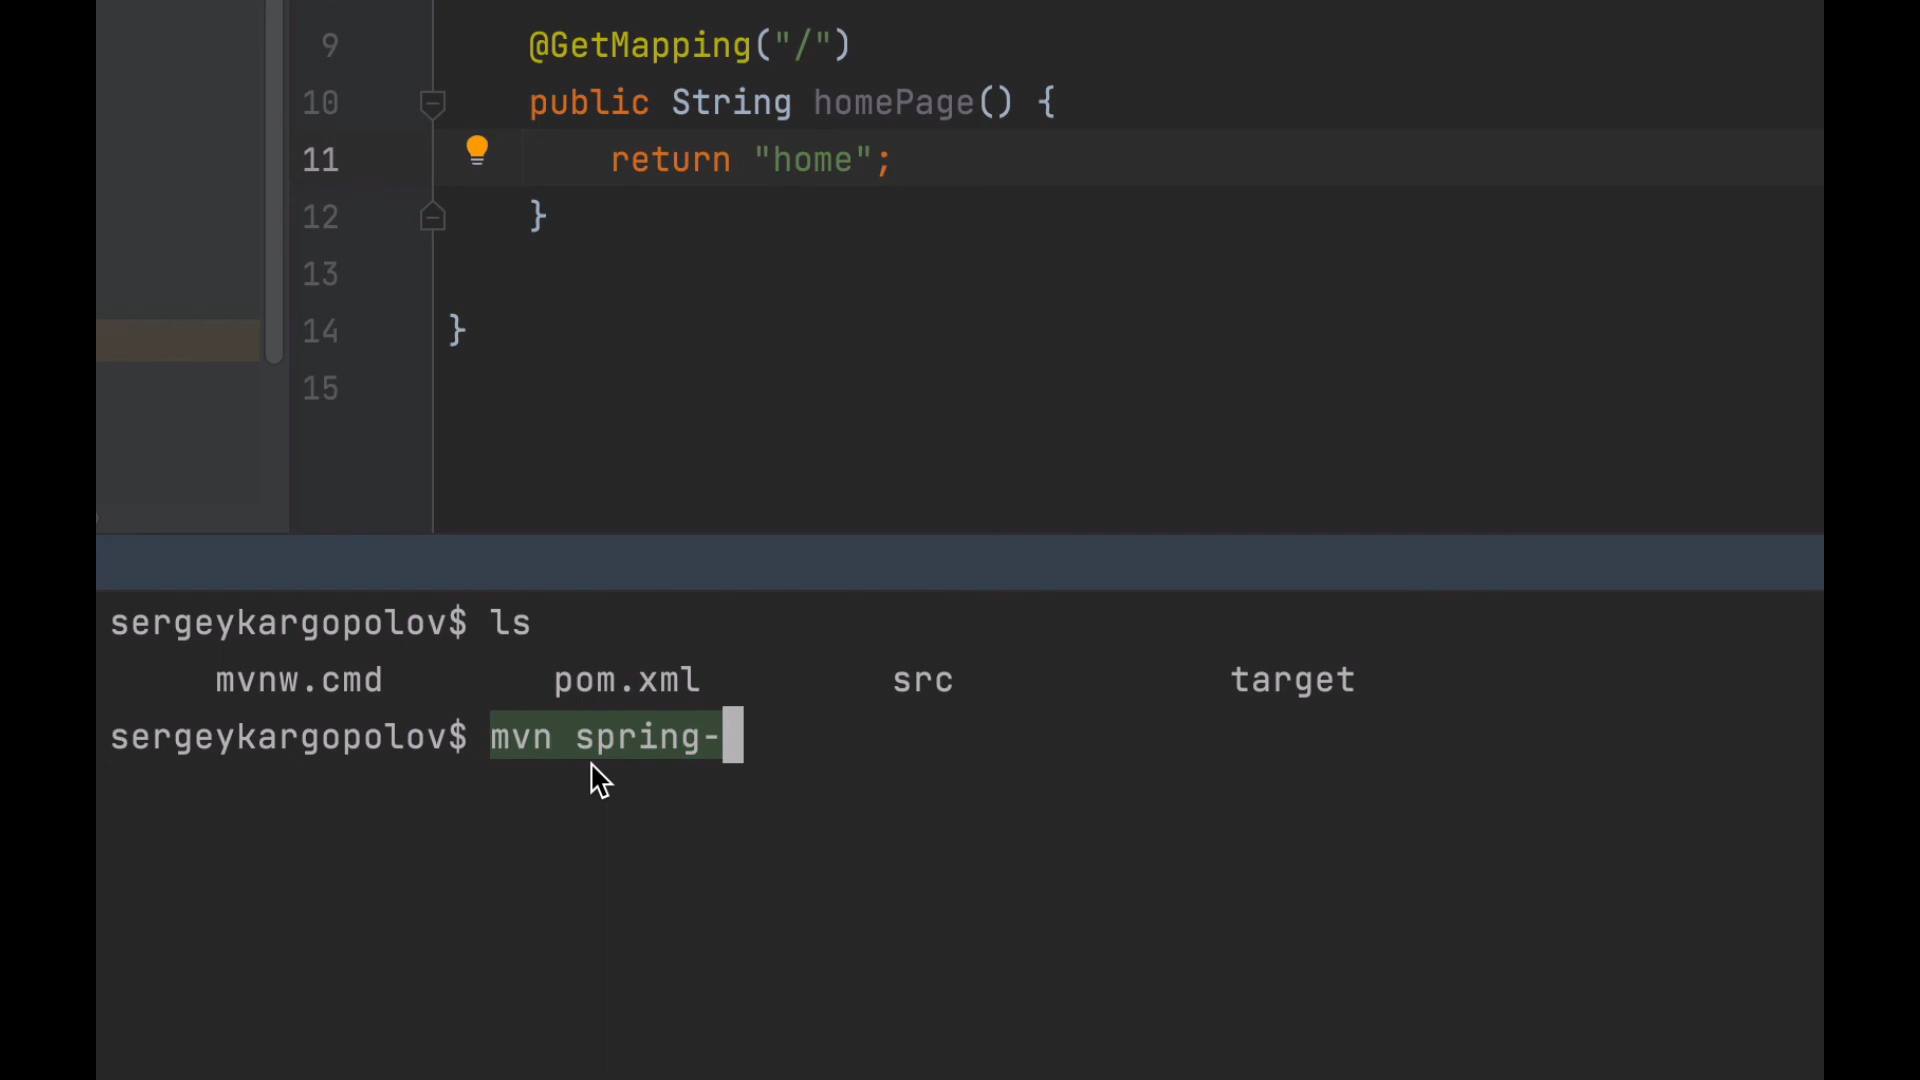 9 @GetMapping("/")
10 public String homePage() {
11 return "home";
12 }
13
14 }
15
sergeykargopolov$ ls
mvnw.cmd pom.xml src target
sergeykargopolov$ mvn spring-